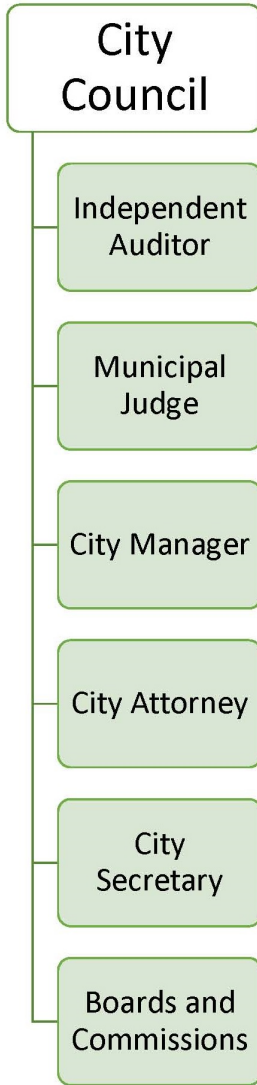 City
Council
Independent
Auditor
Municipal
Judge
City Manager
City Attorney
City
Secretary
Boards and
Commissions